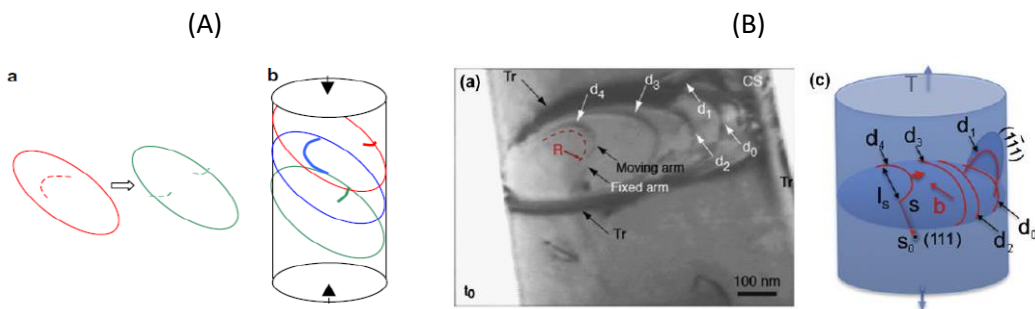 (A)
(B)
a
b
(a)
Tr
d4
d3
CS
d1
d0
d2
R
Moving arm
Fixed arm
Tr
Tr
t0
100 nm
(c)
T
d4
d3
d1
(1̅11)
ls
s
b
s0
(111)
d2
d0